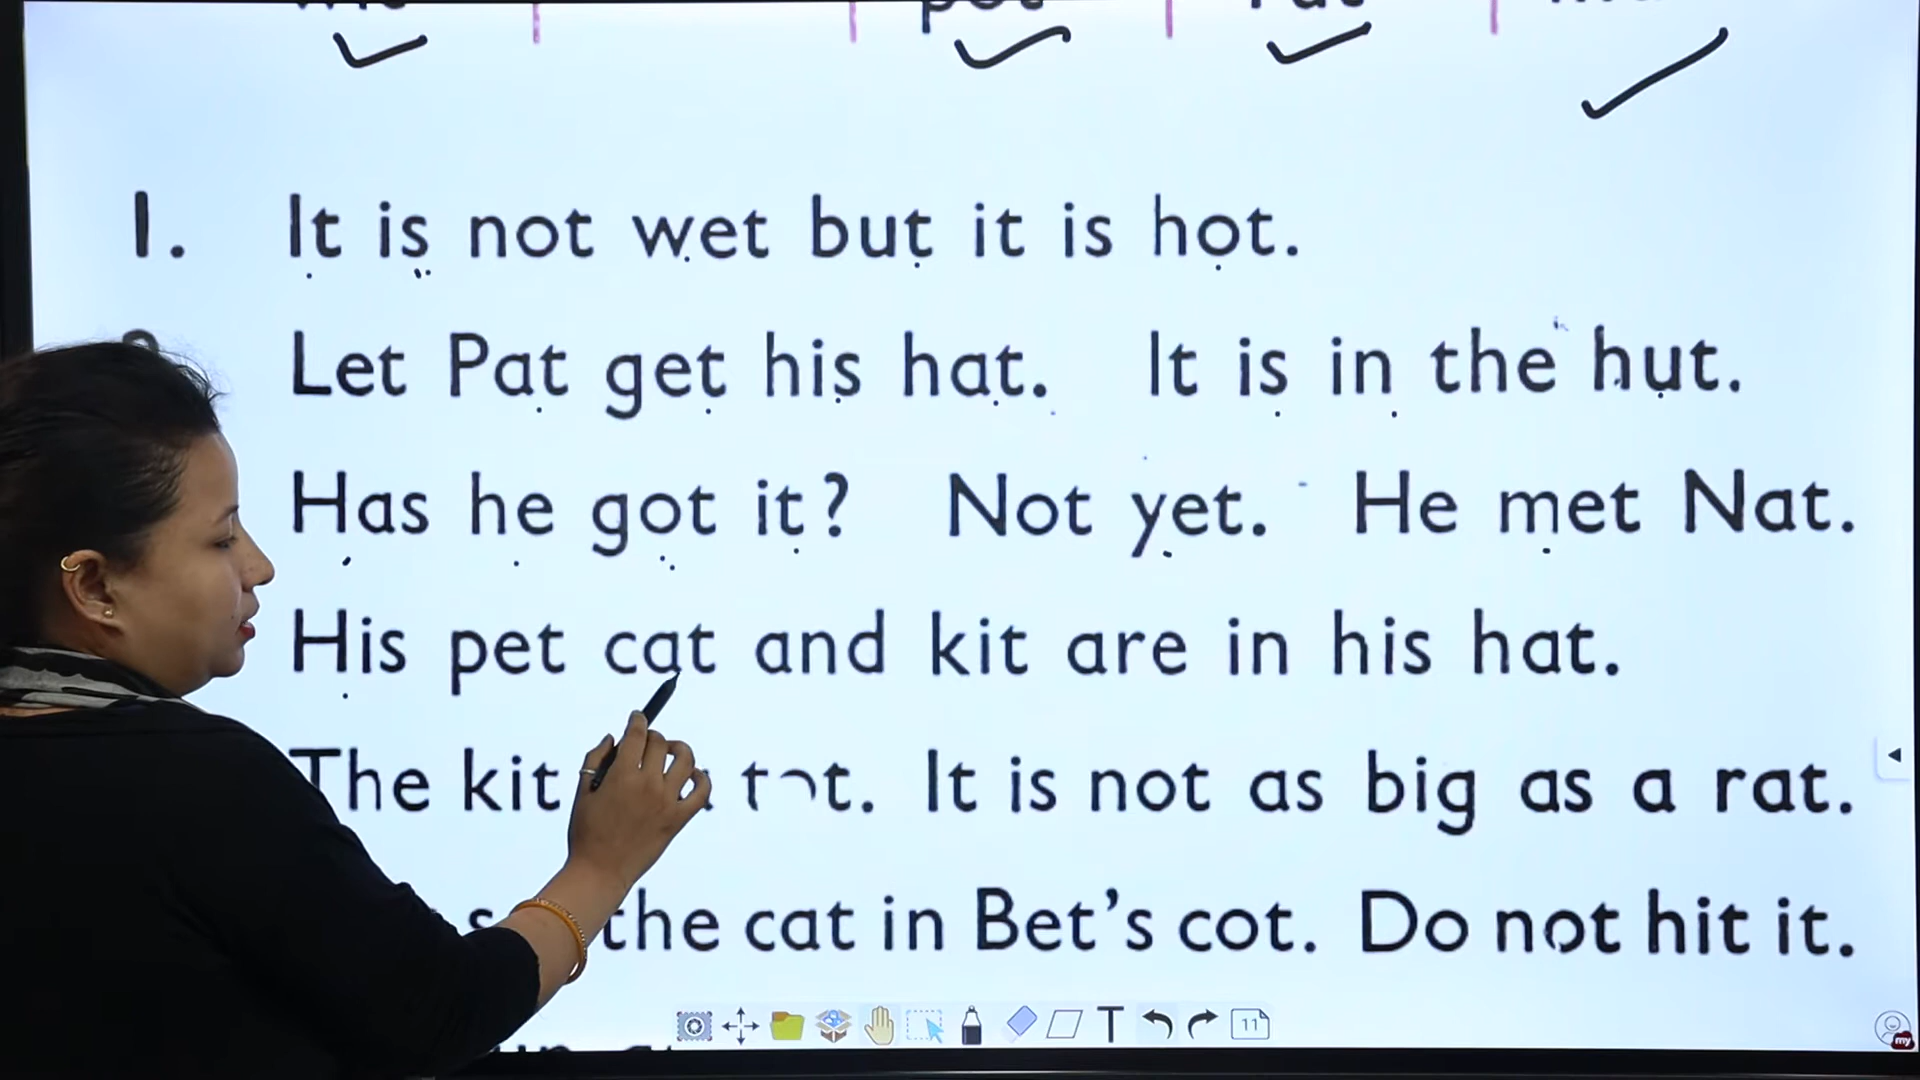 1. It is not wet but it is hot.
Let Pat get his hat. It is in the hut.
Has he got it? Not yet. He met Nat.
His pet cat and kit are in his hat.
The kit t t. It is not as big as a rat.
the cat in Bet's cot. Do not hit it.
T 11
my